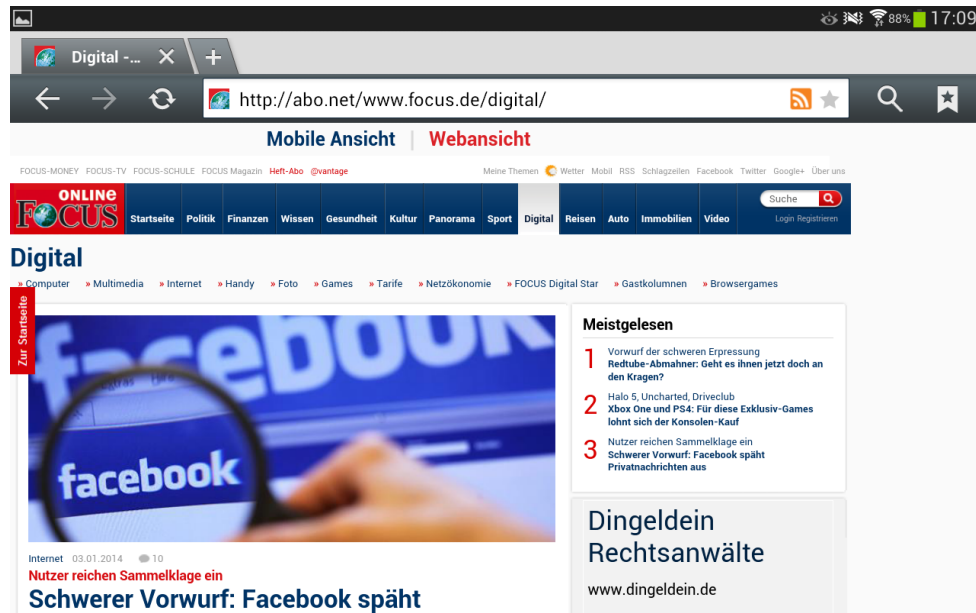 88% 17:09
Digital -... X +
http://abo.net/www.focus.de/digital/
Mobile Ansicht | Webansicht
FOCUS-MONEY FOCUS-TV FOCUS-SCHULE FOCUS Magazin Heft-Abo @vantage Meine Themen Wetter Mobil RSS Schlagzeilen Facebook Twitter Google+ Über uns
ONLINE
FOCUS
Startseite Politik Finanzen Wissen Gesundheit Kultur Panorama Sport Digital Reisen Auto Immobilien Video
Suche
Login Registrieren
Digital
» Computer » Multimedia » Internet » Handy » Foto » Games » Tarife » Netzökonomie » FOCUS Digital Star » Gastkolumnen » Browsergames
Zur Startseite
facebook
Extras
facebook
Internet 03.01.2014 10
Nutzer reichen Sammelklage ein
Schwerer Vorwurf: Facebook späht
Meistgelesen
1 Vorwurf der schweren Erpressung
Redtube-Abmahner: Geht es ihnen jetzt doch an
den Kragen?
2 Halo 5, Uncharted, Driveclub
Xbox One und PS4: Für diese Exklusiv-Games
lohnt sich der Konsolen-Kauf
3 Nutzer reichen Sammelklage ein
Schwerer Vorwurf: Facebook späht
Privatnachrichten aus
Dingeldein
Rechtsanwälte
www.dingeldein.de